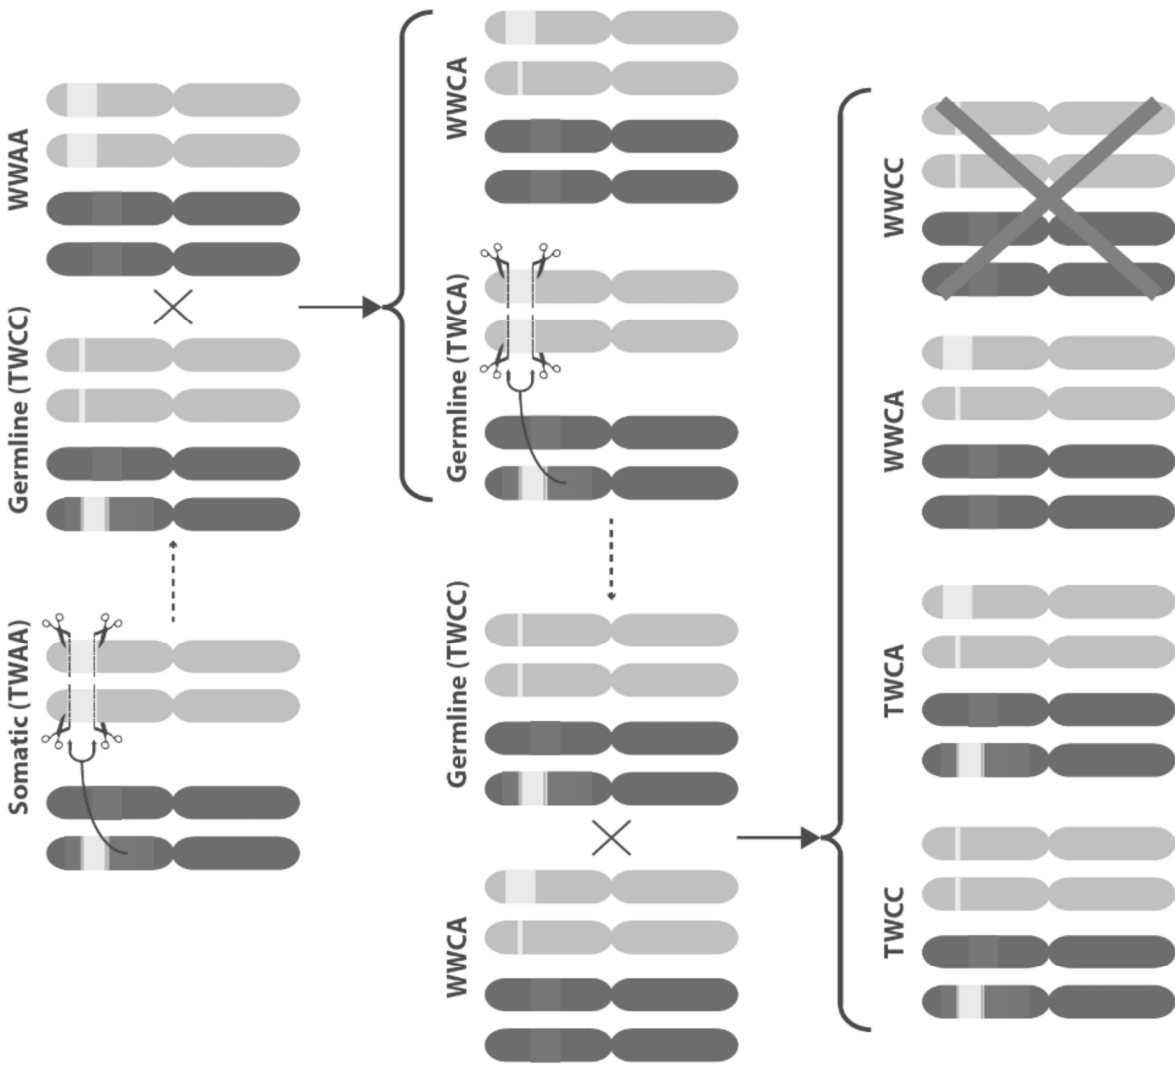 WWAA
Germline (TWCC)
Somatic (TWAA)
WWCA
Germline (TWCA)
Germline (TWCC)
WWCA
WWCC
WWCA
TWCA
TWCC